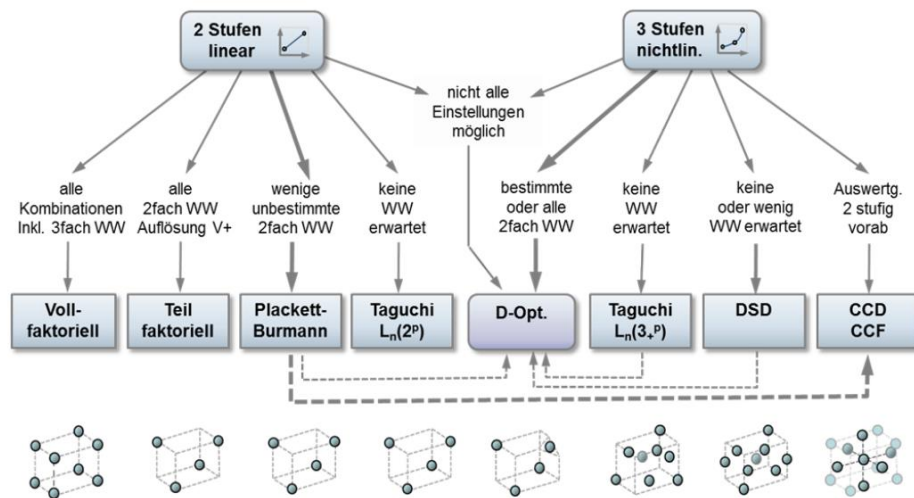 2 Stufen
linear
3 Stufen
nichtlin.
nicht alle
Einstellungen
möglich
alle
Kombinationen
Inkl. 3fach WW
alle
2fach WW
Auflösung V+
wenige
unbestimmte
2fach WW
keine
WW
erwartet
bestimmte
oder alle
2fach WW
keine
WW
erwartet
keine
oder wenig
WW erwartet
Auswertg.
2 stufig
vorab
Voll-
faktoriell
Teil
faktoriell
Plackett-
Burmann
Taguchi
Ln(2p)
D-Opt.
Taguchi
Ln(3+p)
DSD
CCD
CCF